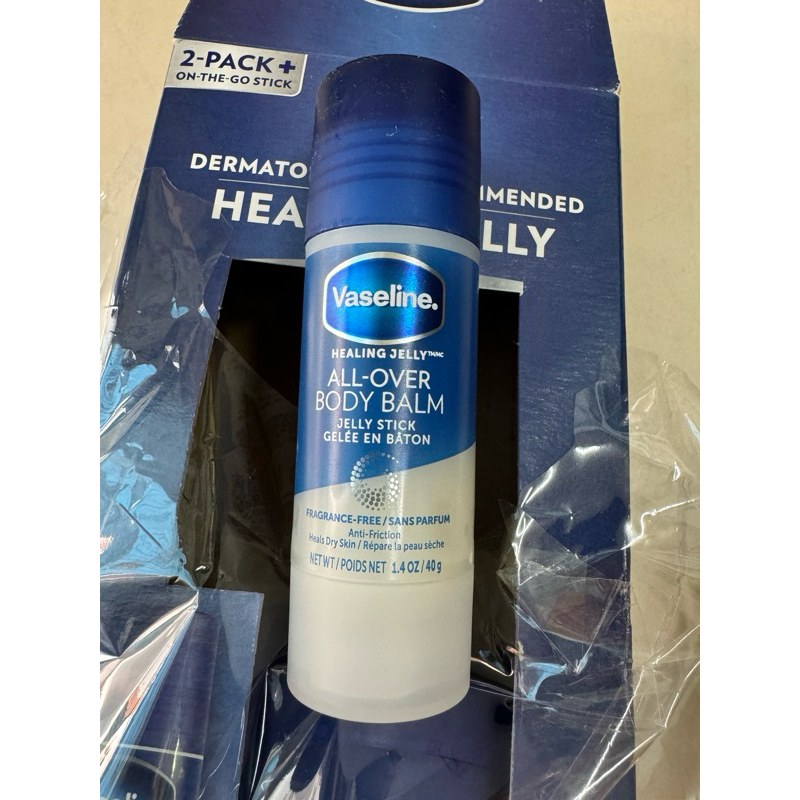 2-PACK +
ON-THE-GO STICK
DERMATO
MMENDED
HEA
LLY
Vaseline.
HEALING JELLY™/MC
ALL-OVER
BODY BALM
JELLY STICK
GELÉE EN BÂTON
FRAGRANCE-FREE / SANS PARFUM
Anti-Friction
Heals Dry Skin / Répare la peau sèche
NET WT / POIDS NET 1.4 OZ / 40 g